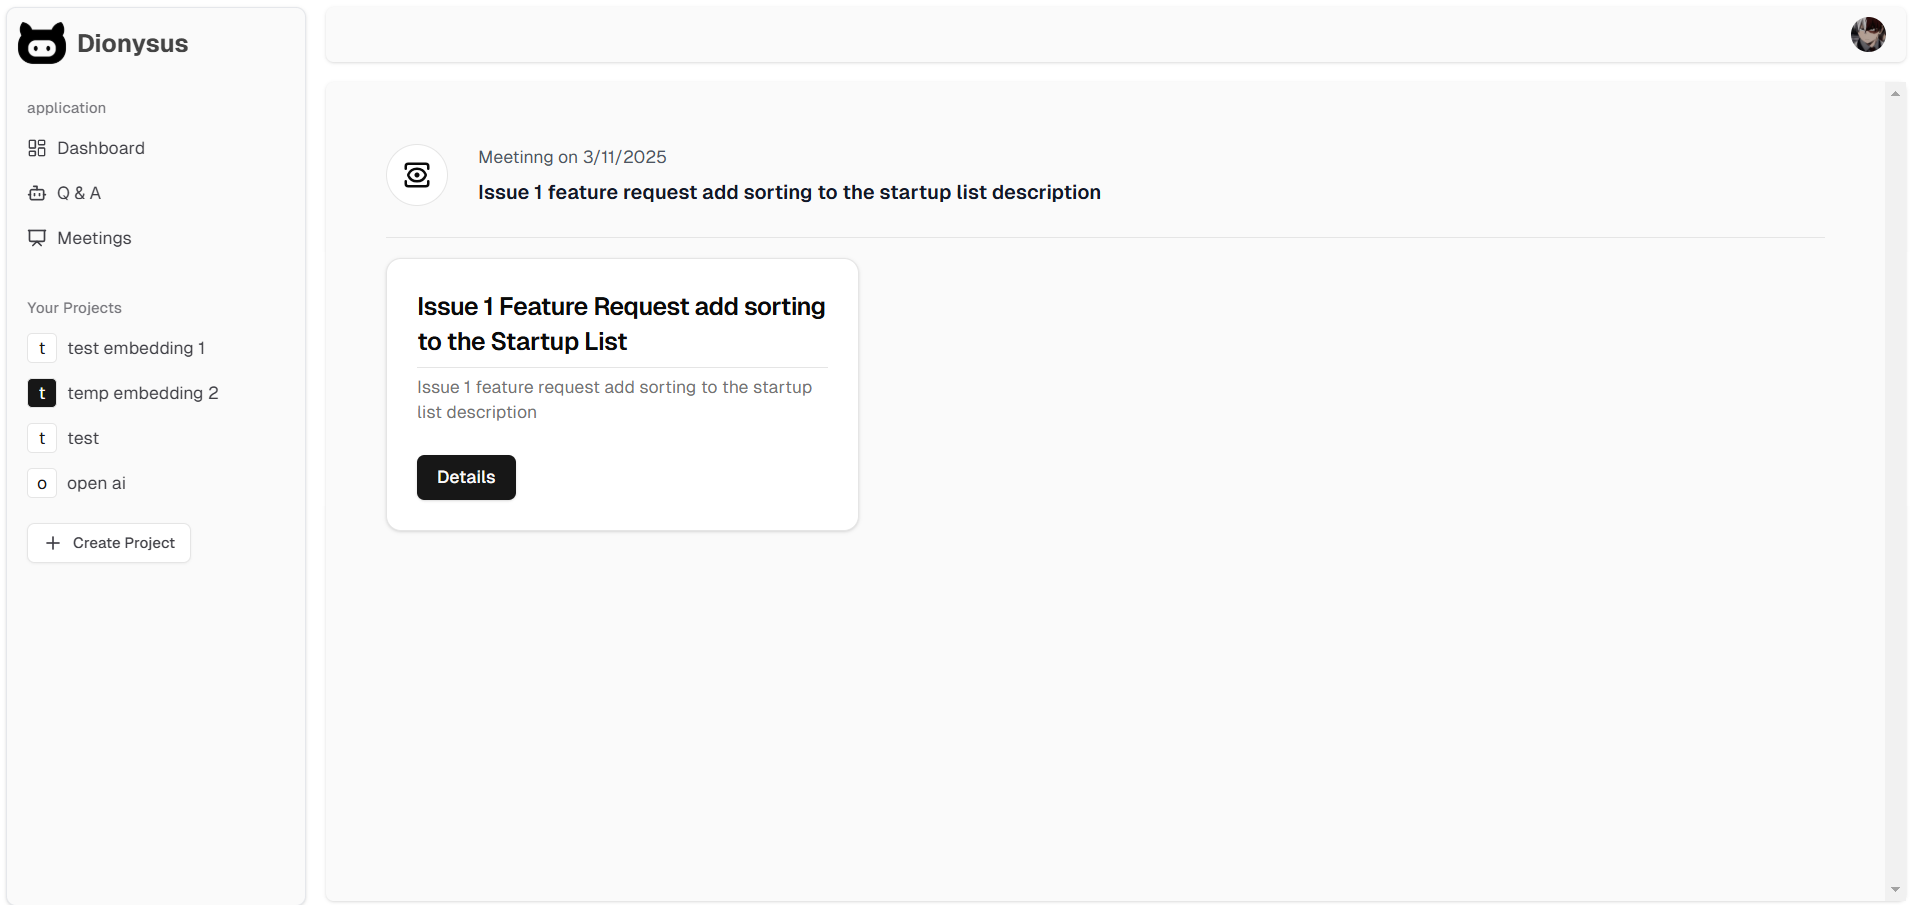 Dionysus
application
Dashboard
Q & A
Meetings
Your Projects
t test embedding 1
t temp embedding 2
t test
o open ai
Create Project
Meetinng on 3/11/2025
Issue 1 feature request add sorting to the startup list description
Issue 1 Feature Request add sorting
to the Startup List
Issue 1 feature request add sorting to the startup
list description
Details